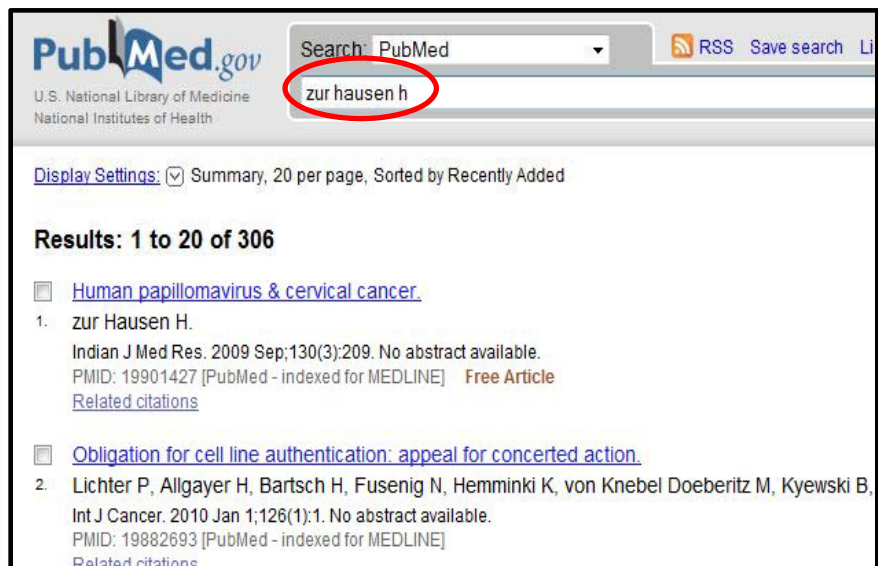 PubMed.gov
U.S. National Library of Medicine
National Institutes of Health
Search: PubMed
RSS Save search Li
zur hausen h
Display Settings: Summary, 20 per page, Sorted by Recently Added
Results: 1 to 20 of 306
Human papillomavirus & cervical cancer.
1. zur Hausen H.
Indian J Med Res. 2009 Sep;130(3):209. No abstract available.
PMID: 19901427 [PubMed - indexed for MEDLINE] Free Article
Related citations
Obligation for cell line authentication: appeal for concerted action.
2. Lichter P, Allgayer H, Bartsch H, Fusenig N, Hemminki K, von Knebel Doeberitz M, Kyewski B,
Int J Cancer. 2010 Jan 1;126(1):1. No abstract available.
PMID: 19882693 [PubMed - indexed for MEDLINE]
Related citations